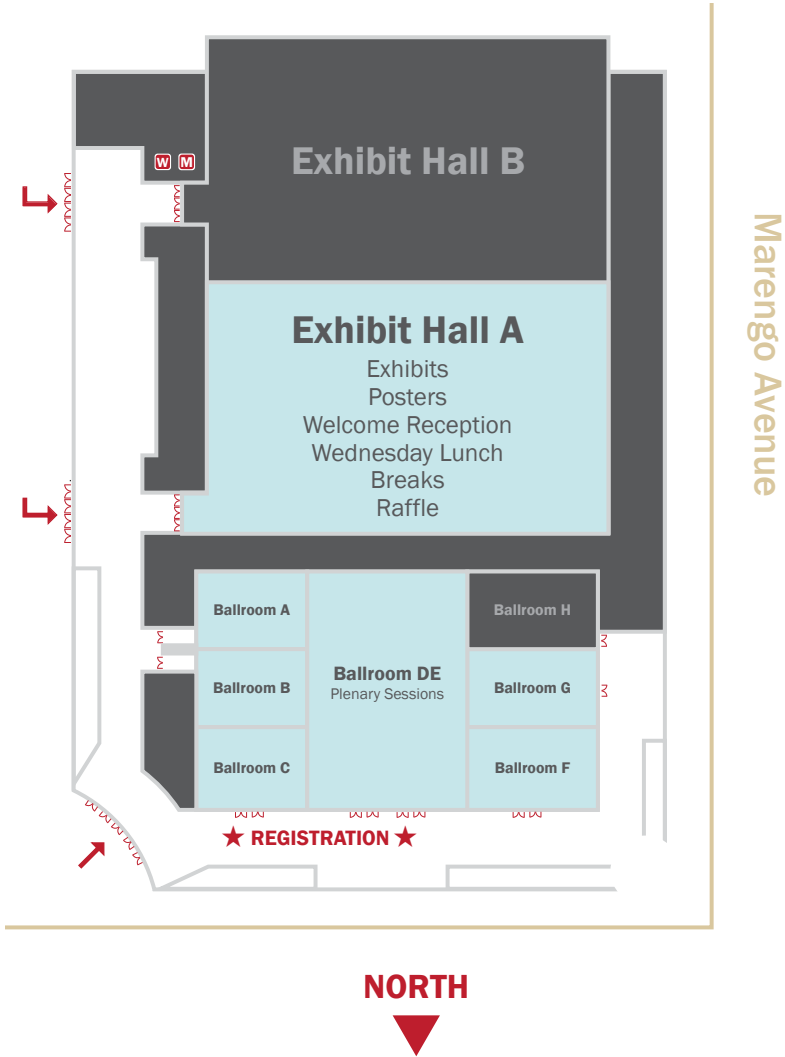 W M
Exhibit Hall B
Marengo Avenue
Exhibit Hall A
Exhibits
Posters
Welcome Reception
Wednesday Lunch
Breaks
Raffle
Ballroom A
Ballroom H
Ballroom DE
Plenary Sessions
Ballroom B
Ballroom G
Ballroom C
Ballroom F
★ REGISTRATION ★
NORTH